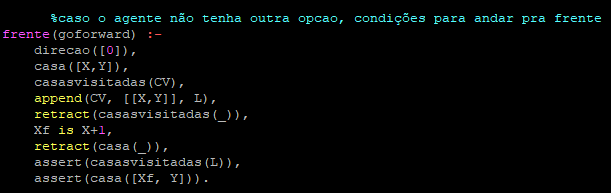 %caso o agente não tenha outra opcao, condições para andar pra frente
frente(goforward) :-
direcao([0]),
casa([X,Y]),
casasvisitadas(CV),
append(CV, [[X,Y]], L),
retract(casasvisitadas(_)),
Xf is X+1,
retract(casa(_)),
assert(casasvisitadas(L)),
assert(casa([Xf, Y])).